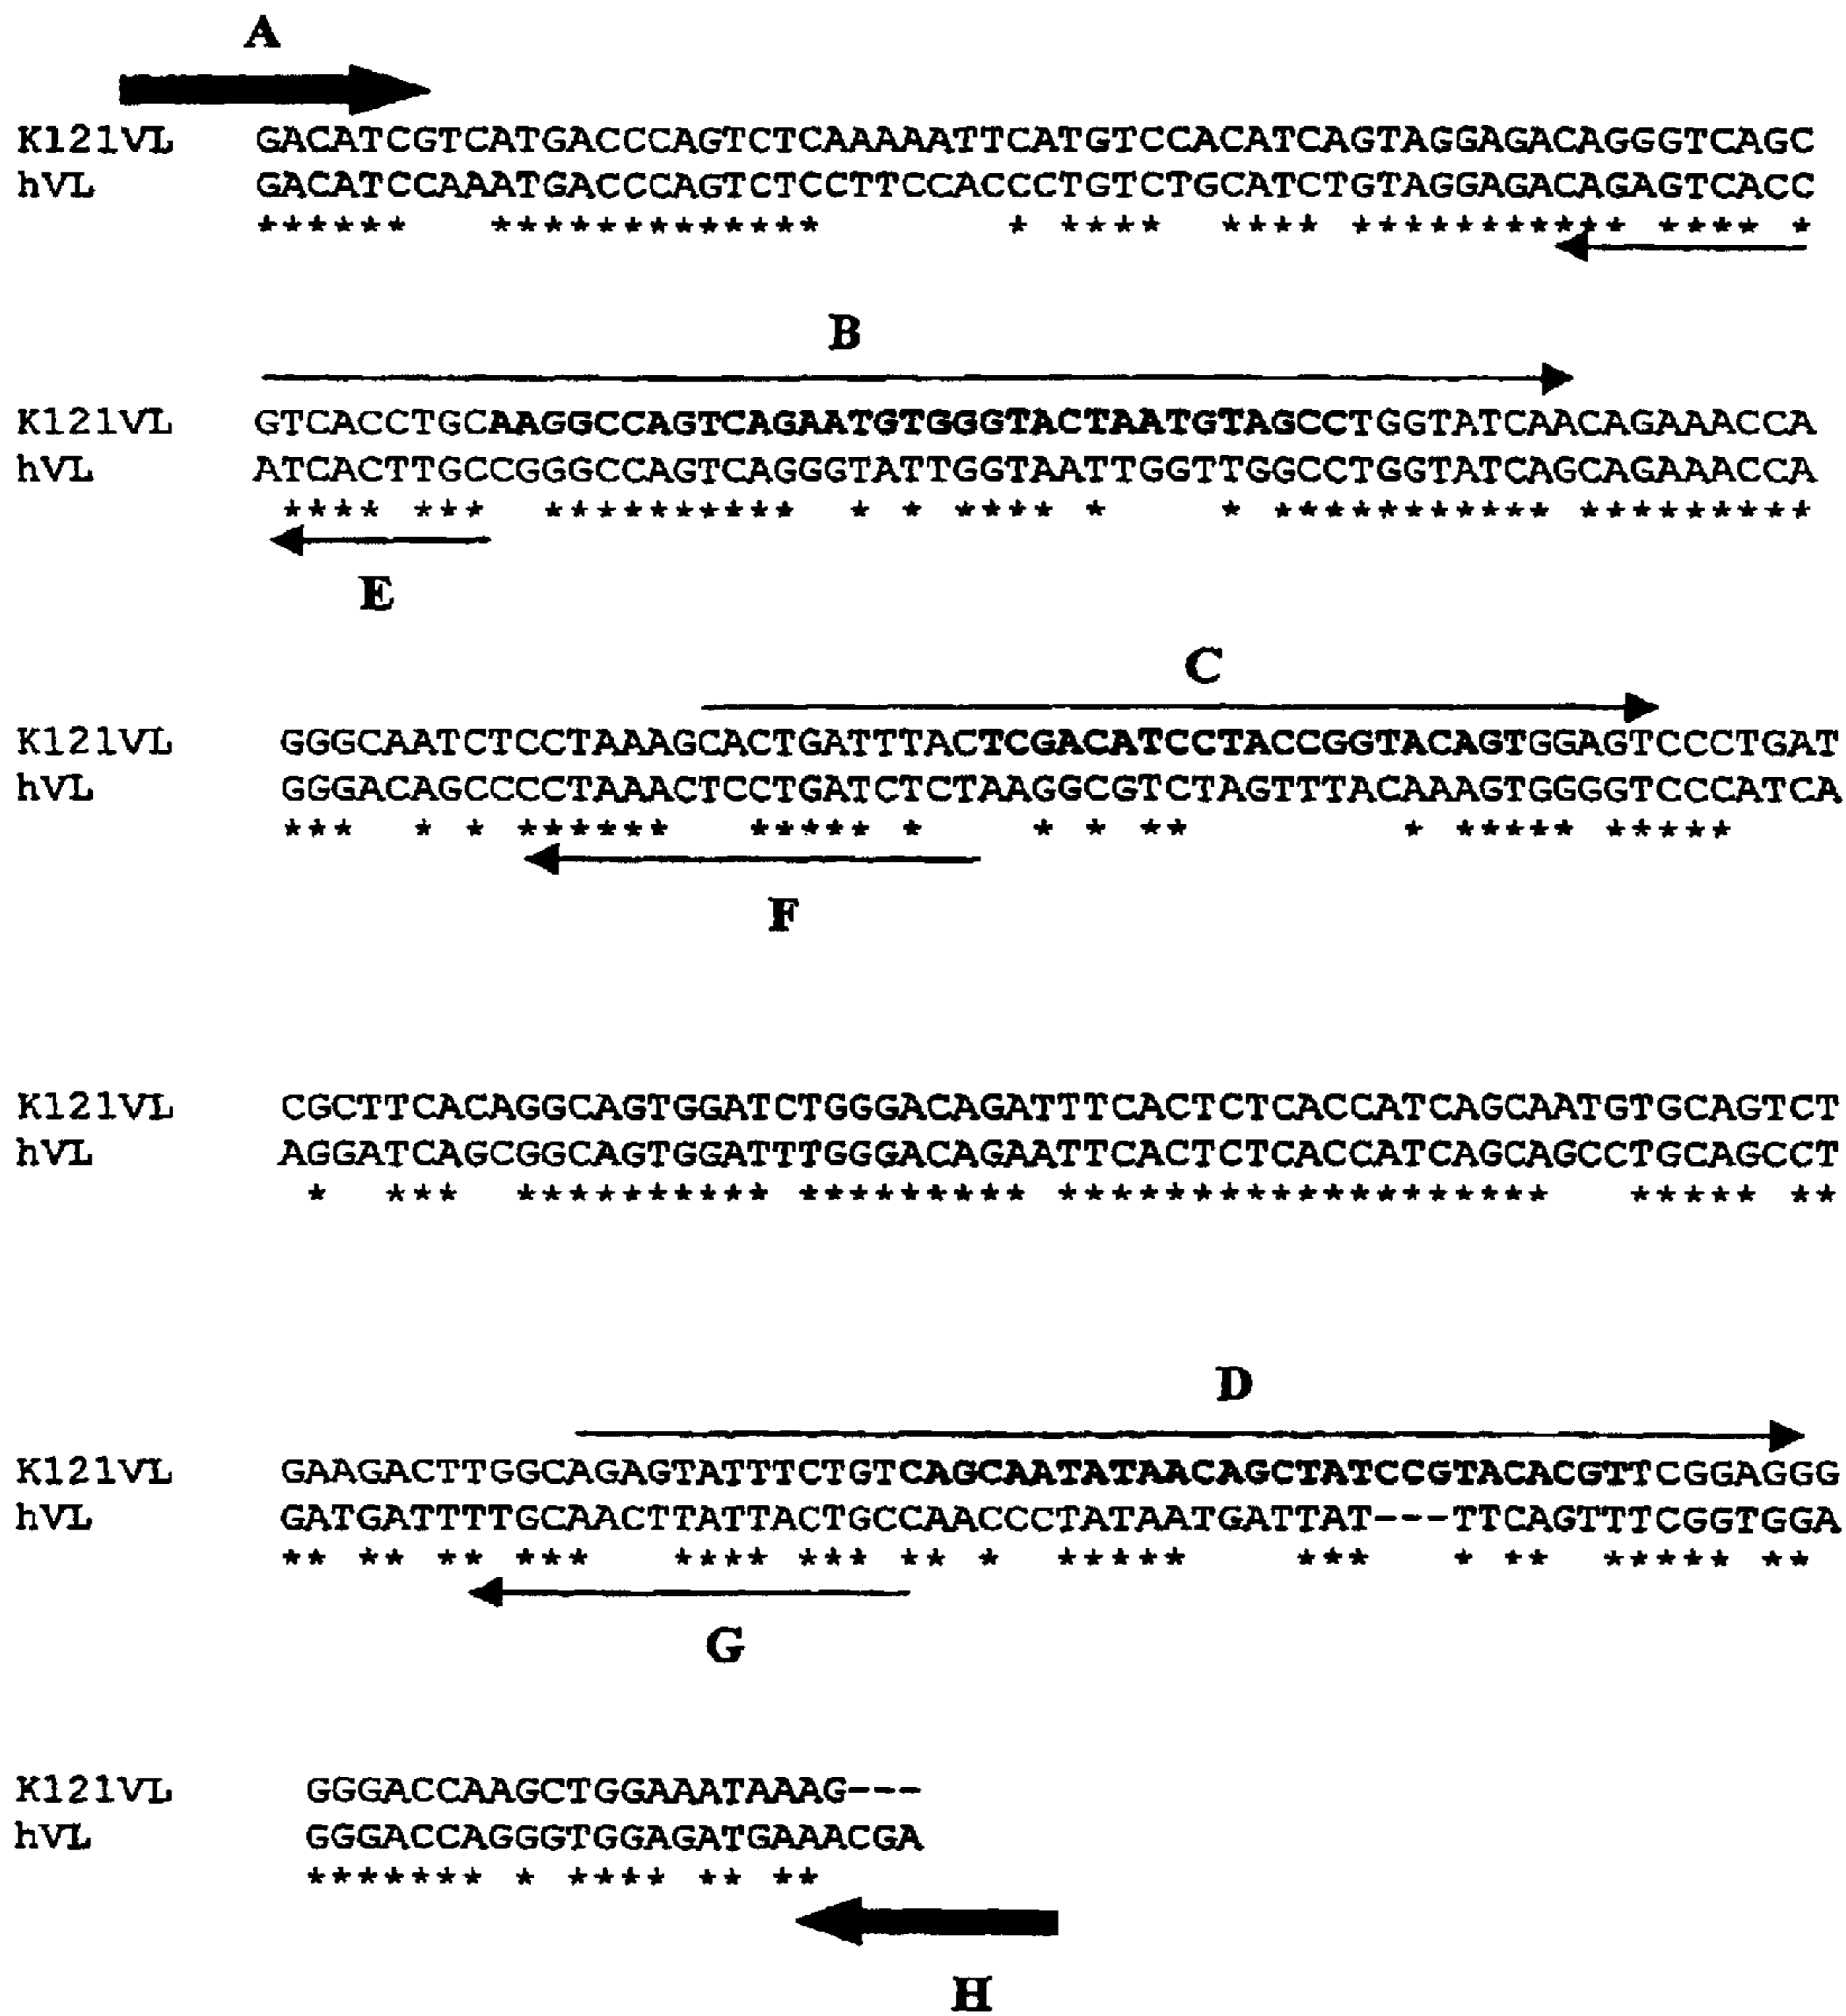 A
K121VL GACATCGTCATGACCCAGTCTCAAAAATTCATGTCCACATCAGTAGGAGACAGGGTCAGC
hVL GACATCCAAATGACCCAGTCTCCTTCCACCCTGTCTGCATCTGTAGGAGACAGAGTCACC
****** ************* * **** **** *********** **** *
B
K121VL GTCACCTGCAAGGCCAGTCAGAATGTGGGTACTAATGTAGCCTGGTATCAACAGAAACCA
hVL ATCACTTGCCGGGCCAGTCAGGGTATTGGTAATTGGTTGGCCTGGTATCAGCAGAAACCA
**** *** ********** * * **** * * *********** *********
E
C
K121VL GGGCAATCTCCTAAAGCACTGATTTACTCGACATCCTACCGGTACAGTGGAGTCCCTGAT
hVL GGGACAGCCCCTAAACTCCTGATCTCTAAGGCGTCTAGTTTACAAAGTGGGGTCCCATCA
*** * * ****** ***** * * * ** * ***** *****
F
K121VL CGCTTCACAGGCAGTGGATCTGGGACAGATTTCACTCTCACCATCAGCAATGTGCAGTCT
hVL AGGATCAGCGGCAGTGGATTTGGGACAGAATTCACTCTCACCATCAGCAGCCTGCAGCCT
* *** ********** ********* ******************* ***** **
D
K121VL GAAGACTTGGCAGAGTATTTCTGTCAGCAATATAACAGCTATCCGTACACGTTCGGAGGG
hVL GATGATTTTGCAACTTATTACTGCCAACCCTATAATGATTAT---TTCAGTTTCGGTGGA
** ** ** *** **** *** ** * ***** *** * ** ***** **
G
K121VL GGGACCAAGCTGGAAATAAAG---
hVL GGGACCAGGGTGGAGATGAAACGA
******* * **** ** **
H